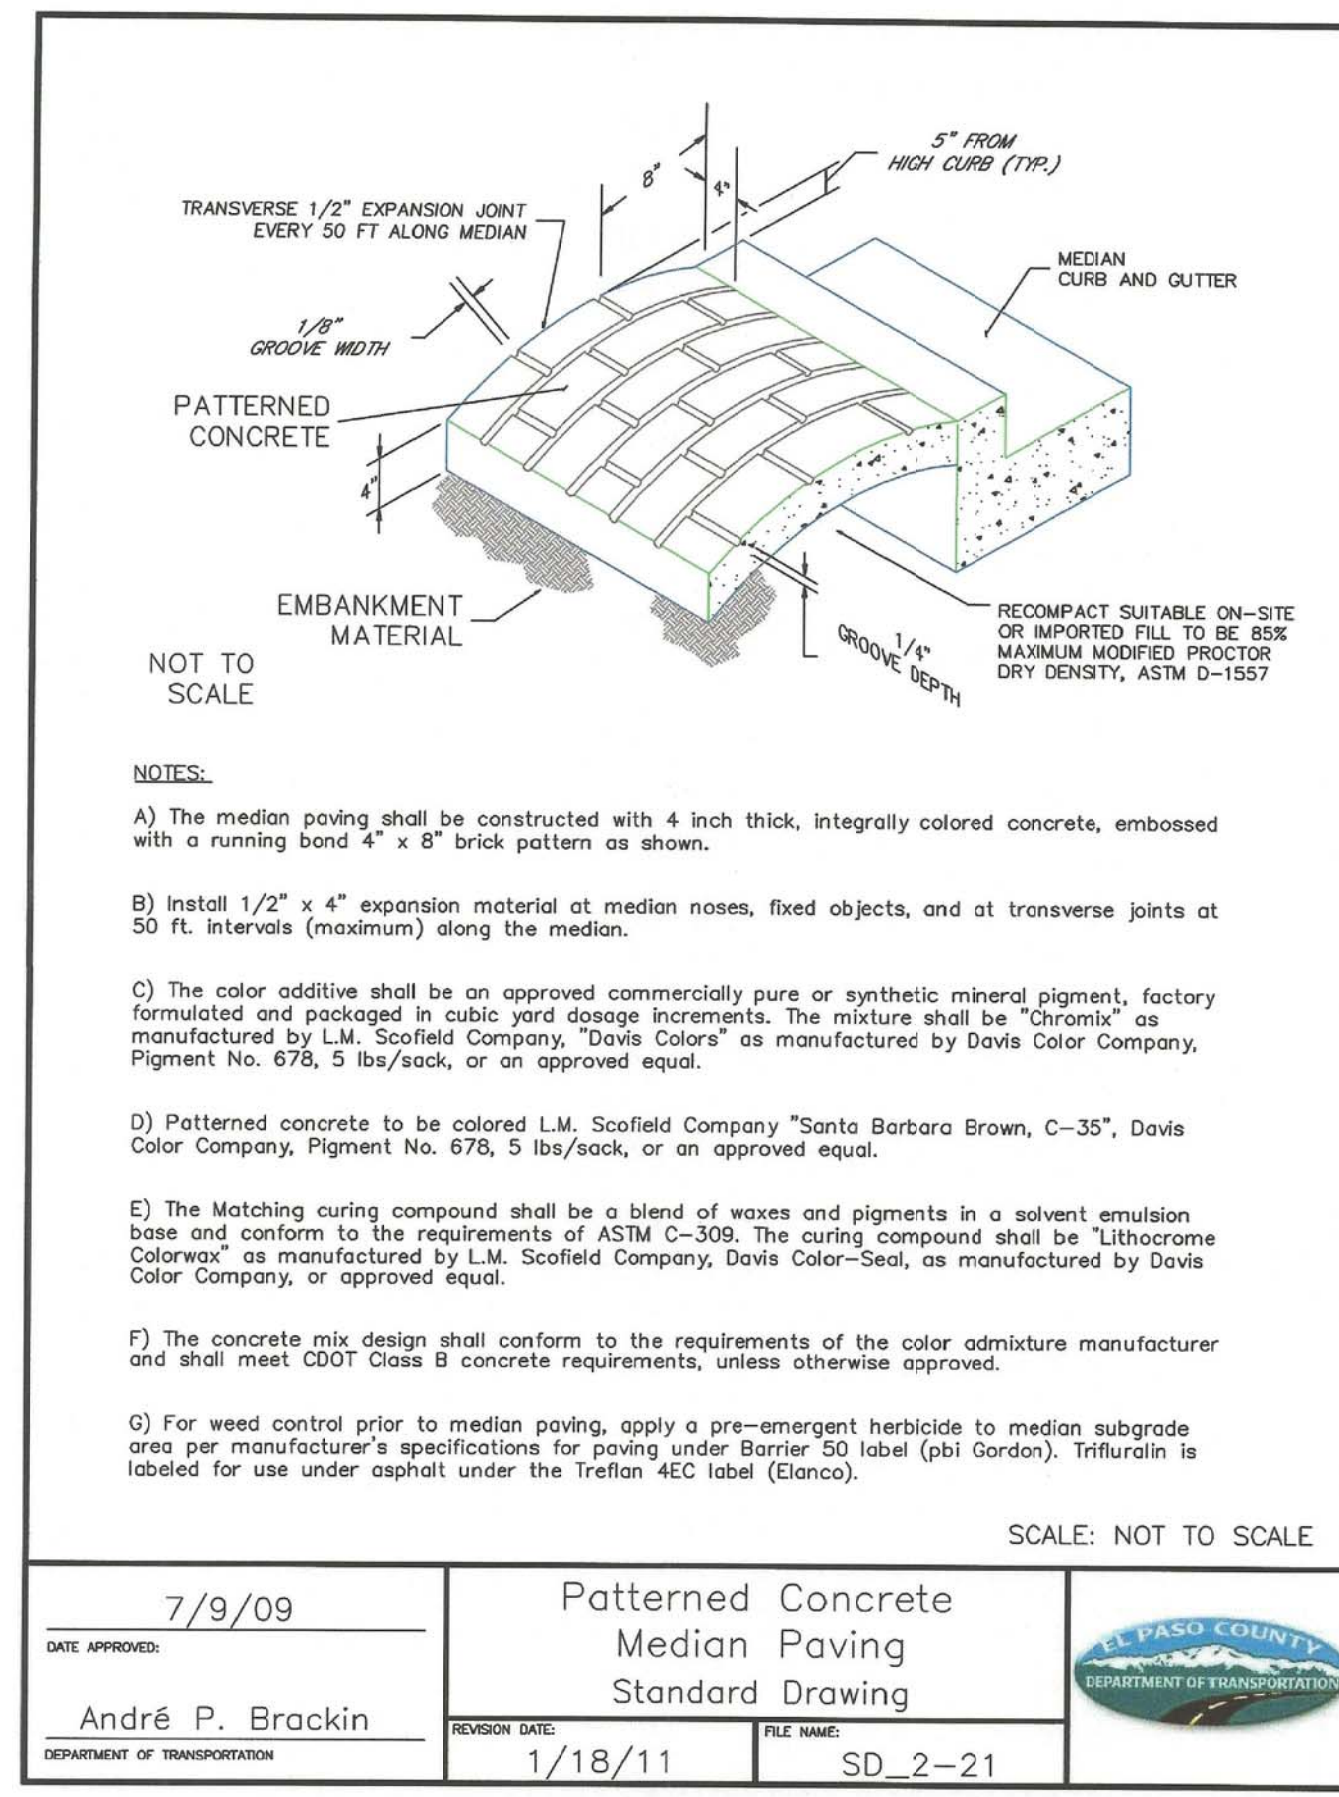 5" FROM
HIGH CURB (TYP.)
8"
4"
TRANSVERSE 1/2" EXPANSION JOINT
EVERY 50 FT ALONG MEDIAN
MEDIAN
CURB AND GUTTER
1/8"
GROOVE WIDTH
PATTERNED
CONCRETE
4"
EMBANKMENT
MATERIAL
NOT TO
SCALE
1/4"
GROOVE DEPTH
RECOMPACT SUITABLE ON-SITE
OR IMPORTED FILL TO BE 85%
MAXIMUM MODIFIED PROCTOR
DRY DENSITY, ASTM D-1557
NOTES:
A) The median paving shall be constructed with 4 inch thick, integrally colored concrete, embossed
with a running bond 4" x 8" brick pattern as shown.
B) Install 1/2" x 4" expansion material at median noses, fixed objects, and at transverse joints at
50 ft. intervals (maximum) along the median.
C) The color additive shall be an approved commercially pure or synthetic mineral pigment, factory
formulated and packaged in cubic yard dosage increments. The mixture shall be "Chromix" as
manufactured by L.M. Scofield Company, "Davis Colors" as manufactured by Davis Color Company,
Pigment No. 678, 5 lbs/sack, or an approved equal.
D) Patterned concrete to be colored L.M. Scofield Company "Santa Barbara Brown, C-35", Davis
Color Company, Pigment No. 678, 5 lbs/sack, or an approved equal.
E) The Matching curing compound shall be a blend of waxes and pigments in a solvent emulsion
base and conform to the requirements of ASTM C-309. The curing compound shall be "Lithocrome
Colorwax" as manufactured by L.M. Scofield Company, Davis Color-Seal, as manufactured by Davis
Color Company, or approved equal.
F) The concrete mix design shall conform to the requirements of the color admixture manufacturer
and shall meet CDOT Class B concrete requirements, unless otherwise approved.
G) For weed control prior to median paving, apply a pre-emergent herbicide to median subgrade
area per manufacturer's specifications for paving under Barrier 50 label (pbi Gordon). Trifluralin is
labeled for use under asphalt under the Treflan 4EC label (Elanco).
SCALE: NOT TO SCALE
7/9/09
DATE APPROVED:
André P. Brackin
DEPARTMENT OF TRANSPORTATION
Patterned Concrete
Median Paving
Standard Drawing
REVISION DATE:
1/18/11
FILE NAME:
SD_2-21
EL PASO COUNTY
DEPARTMENT OF TRANSPORTATION